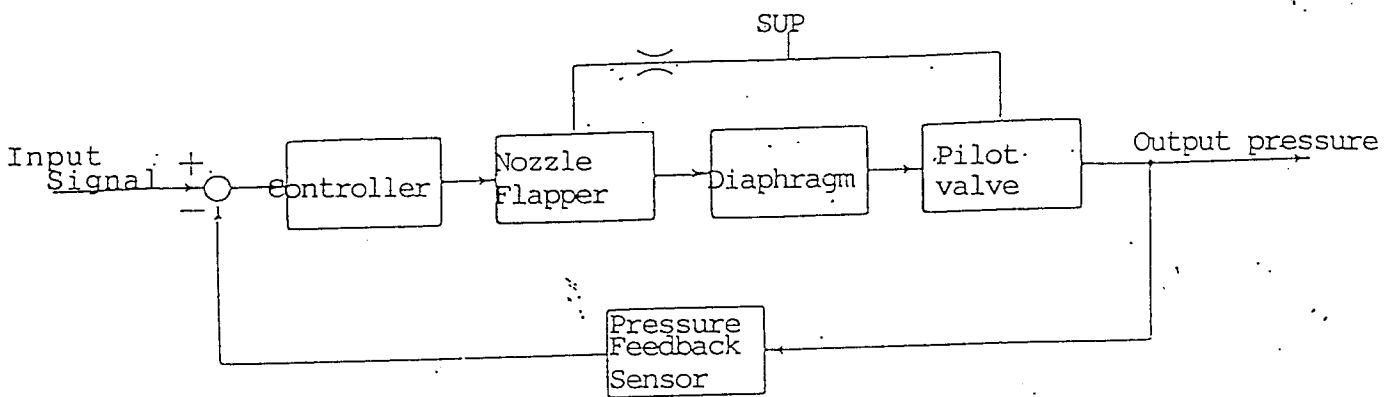 SUP
Input
Signal
+
−
Controller
Nozzle
Flapper
Diaphragm
Pilot
valve
Output pressure
Pressure
Feedback
Sensor